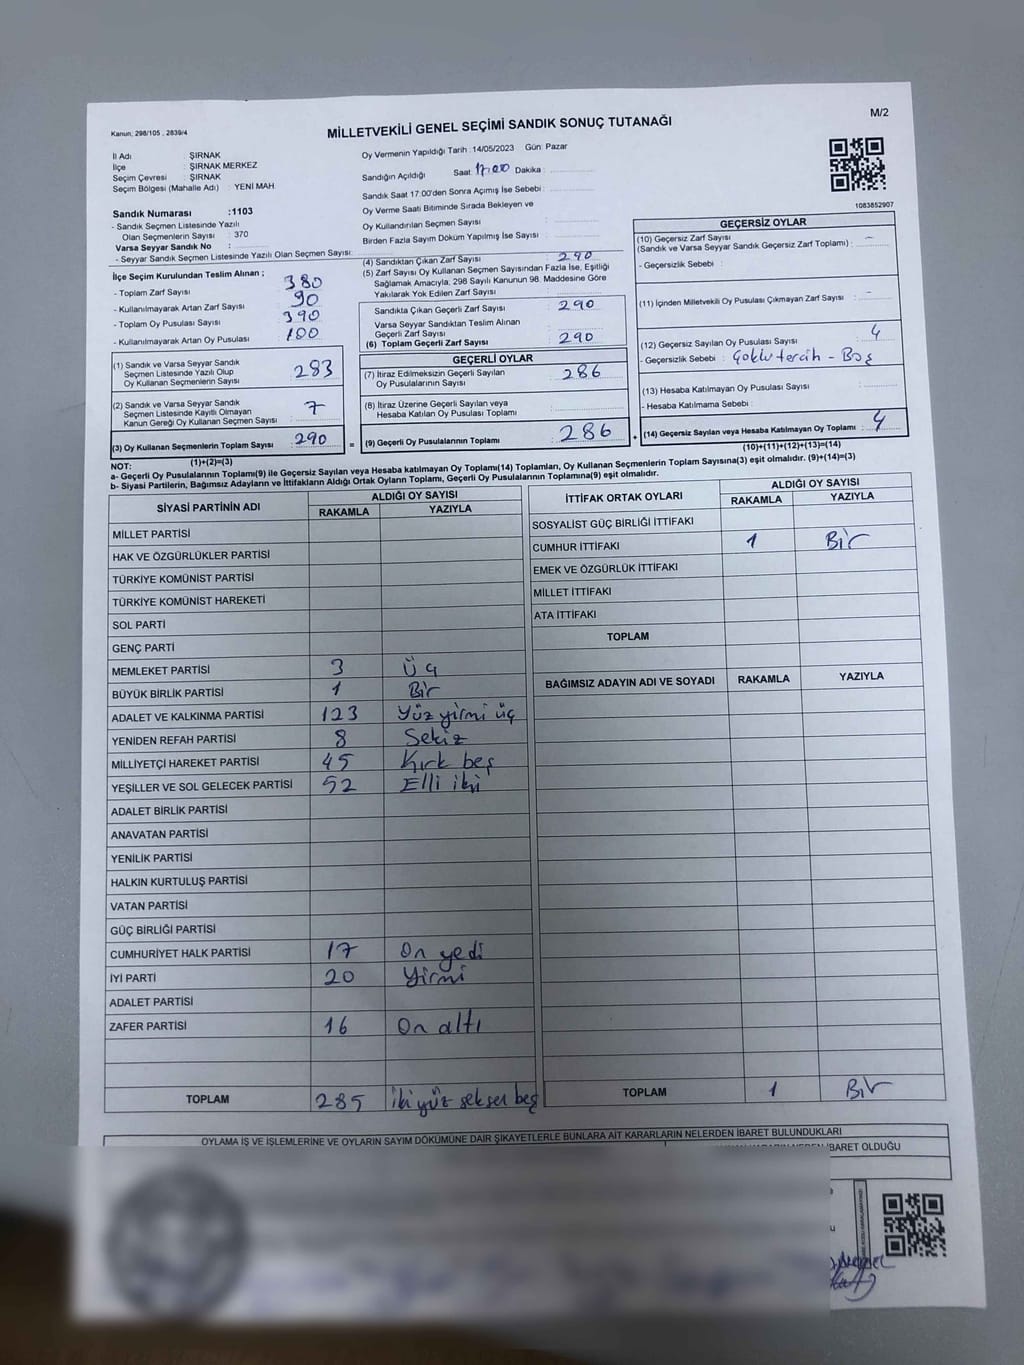 M/2
Kanun; 298/105 , 2839/4
MİLLETVEKİLİ GENEL SEÇİMİ SANDIK SONUÇ TUTANAĞI
İl Adı : ŞIRNAK
İlçe : ŞIRNAK MERKEZ
Seçim Çevresi : ŞIRNAK
Seçim Bölgesi (Mahalle Adı) : YENİ MAH.
Sandık Numarası :1103
- Sandık Seçmen Listesinde Yazılı
Olan Seçmenlerin Sayısı : 370
Varsa Seyyar Sandık No :
- Seyyar Sandık Seçmen Listesinde Yazılı Olan Seçmen Sayısı:
Oy Vermenin Yapıldığı Tarih :14/05/2023 Gün: Pazar
Sandığın Açıldığı Saat: 17:00 Dakika :
Sandık Saat 17:00'den Sonra Açımış İse Sebebi :
Oy Verme Saati Bitiminde Sırada Bekleyen ve
Oy Kullandırılan Seçmen Sayısı :
Birden Fazla Sayım Döküm Yapılmış İse Sayısı :
1083852907
İlçe Seçim Kurulundan Teslim Alınan ;
- Toplam Zarf Sayısı : 380
- Kullanılmayarak Artan Zarf Sayısı : 90
- Toplam Oy Pusulası Sayısı : 390
- Kullanılmayarak Artan Oy Pusulası : 100
(1) Sandık ve Varsa Seyyar Sandık
Seçmen Listesinde Yazılı Olup
Oy Kullanan Seçmenlerin Sayısı : 283
(2) Sandık ve Varsa Seyyar Sandık
Seçmen Listesinde Kayıtlı Olmayan
Kanun Gereği Oy Kullanan Seçmen Sayısı : 7
(3) Oy Kullanan Seçmenlerin Toplam Sayısı : 290
(1)+(2)=(3)
(4) Sandıktan Çıkan Zarf Sayısı : 290
(5) Zarf Sayısı Oy Kullanan Seçmen Sayısından Fazla İse, Eşitliği
Sağlamak Amacıyla, 298 Sayılı Kanunun 98. Maddesine Göre
Yakılarak Yok Edilen Zarf Sayısı :
Sandıkta Çıkan Geçerli Zarf Sayısı : 290
Varsa Seyyar Sandıktan Teslim Alınan
Geçerli Zarf Sayısı :
(6) Toplam Geçerli Zarf Sayısı : 290
GEÇERLİ OYLAR
(7) İtiraz Edilmeksizin Geçerli Sayılan
Oy Pusulalarının Sayısı : 286
(8) İtiraz Üzerine Geçerli Sayılan veya
Hesaba Katılan Oy Pusulası Toplamı :
= (9) Geçerli Oy Pusulalarının Toplamı : 286
GEÇERSİZ OYLAR
(10) Geçersiz Zarf Sayısı
(Sandık ve Varsa Seyyar Sandık Geçersiz Zarf Toplamı) : -
- Geçersizlik Sebebi :
(11) İçinden Milletvekili Oy Pusulası Çıkmayan Zarf Sayısı : -
(12) Geçersiz Sayılan Oy Pusulası Sayısı : 4
- Geçersizlik Sebebi : Çoklu tercih - Boş
(13) Hesaba Katılmayan Oy Pusulası Sayısı :
- Hesaba Katılmama Sebebi :
+ (14) Geçersiz Sayılan veya Hesaba Katılmayan Oy Toplamı : 4
(10)+(11)+(12)+(13)=(14)
NOT:
a- Geçerli Oy Pusulalarının Toplamı(9) ile Geçersiz Sayılan veya Hesaba katılmayan Oy Toplamı(14) Toplamları, Oy Kullanan Seçmenlerin Toplam Sayısına(3) eşit olmalıdır. (9)+(14)=(3)
b- Siyasi Partilerin, Bağımsız Adayların ve İttifakların Aldığı Ortak Oyların Toplamı, Geçerli Oy Pusulalarının Toplamına(9) eşit olmalıdır.
SİYASİ PARTİNİN ADI ALDIĞI OY SAYISI
RAKAMLA YAZIYLA
MİLLET PARTİSİ
HAK VE ÖZGÜRLÜKLER PARTİSİ
TÜRKİYE KOMÜNİST PARTİSİ
TÜRKİYE KOMÜNİST HAREKETİ
SOL PARTİ
GENÇ PARTİ
MEMLEKET PARTİSİ 3 Üç
BÜYÜK BİRLİK PARTİSİ 1 Bir
ADALET VE KALKINMA PARTİSİ 123 Yüz yirmi üç
YENİDEN REFAH PARTİSİ 8 Sekiz
MİLLİYETÇİ HAREKET PARTİSİ 45 Kırk beş
YEŞİLLER VE SOL GELECEK PARTİSİ 52 Elli iki
ADALET BİRLİK PARTİSİ
ANAVATAN PARTİSİ
YENİLİK PARTİSİ
HALKIN KURTULUŞ PARTİSİ
VATAN PARTİSİ
GÜÇ BİRLİĞİ PARTİSİ
CUMHURİYET HALK PARTİSİ 17 On yedi
İYİ PARTİ 20 Yirmi
ADALET PARTİSİ
ZAFER PARTİSİ 16 On altı
TOPLAM 285 İki yüz seksen beş
İTTİFAK ORTAK OYLARI ALDIĞI OY SAYISI
RAKAMLA YAZIYLA
SOSYALİST GÜÇ BİRLİĞİ İTTİFAKI
CUMHUR İTTİFAKI 1 Bir
EMEK VE ÖZGÜRLÜK İTTİFAKI
MİLLET İTTİFAKI
ATA İTTİFAKI
TOPLAM
BAĞIMSIZ ADAYIN ADI VE SOYADI RAKAMLA YAZIYLA
TOPLAM 1 Bir
OYLAMA İŞ VE İŞLEMLERİNE VE OYLARIN SAYIM DÖKÜMÜNE DAİR ŞİKAYETLERLE BUNLARA AİT KARARLARIN NELERDEN İBARET BULUNDUKLARI
İBARET OLDUĞU